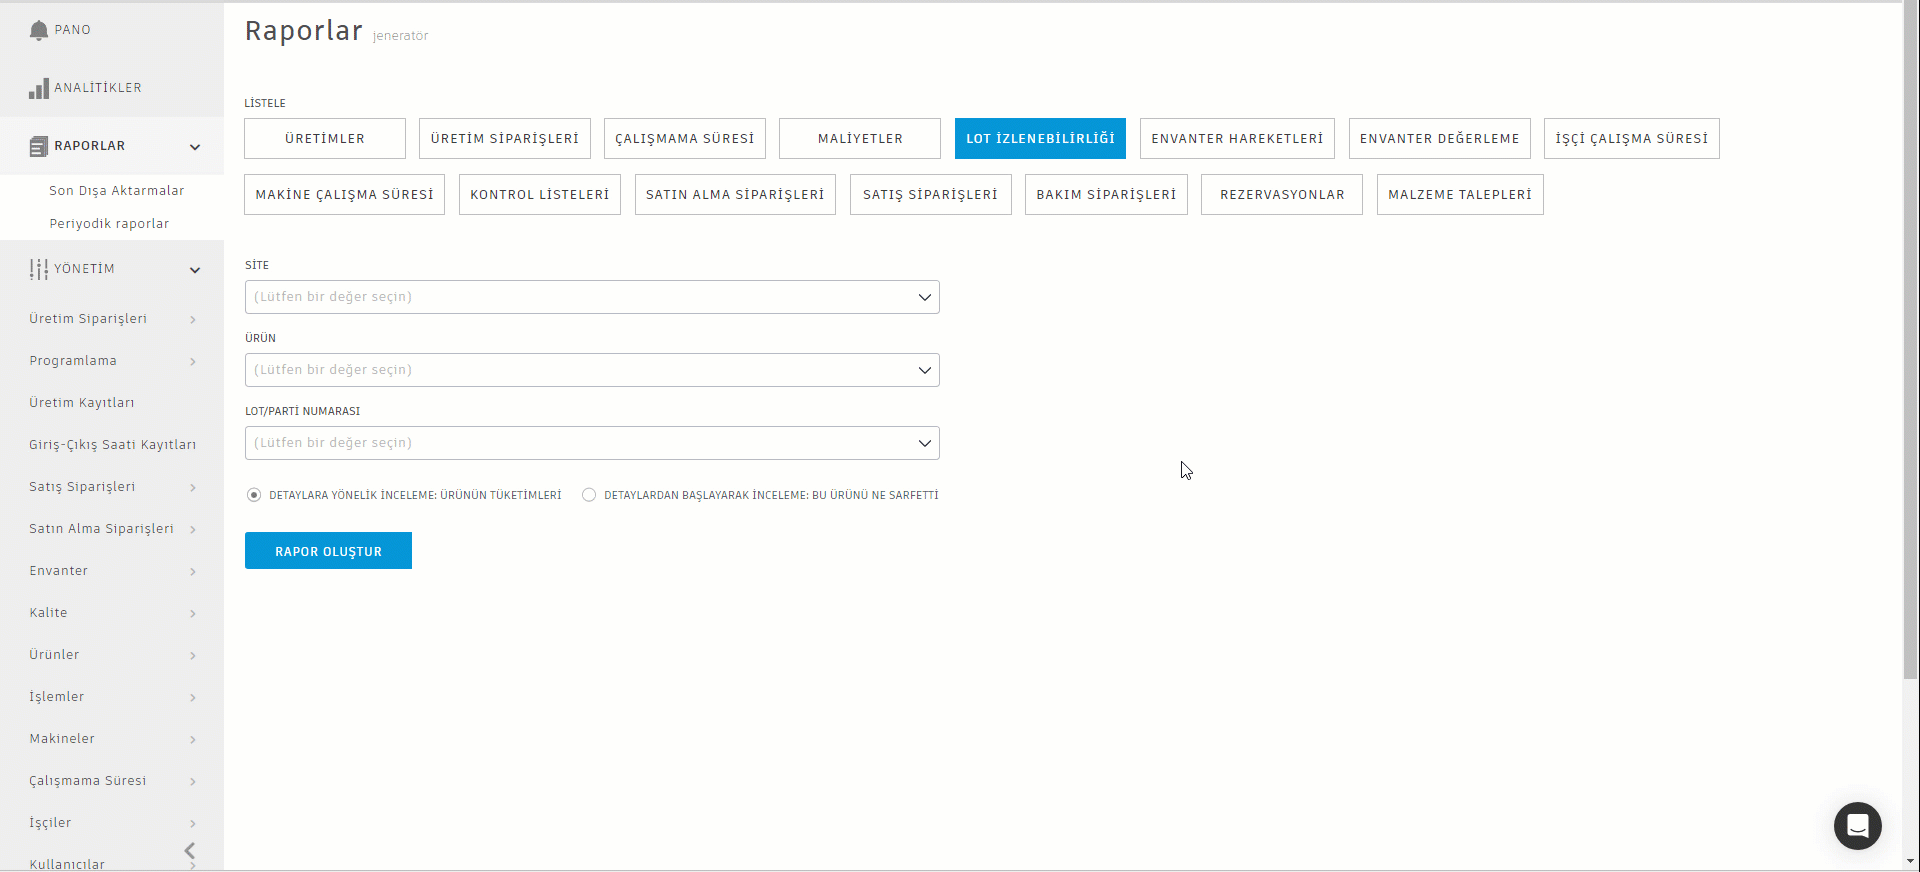 PANO
ANALİTİKLER
RAPORLAR
Son Dışa Aktarmalar
Periyodik raporlar
YÖNETİM
Üretim Siparişleri
Programlama
Üretim Kayıtları
Giriş-Çıkış Saati Kayıtları
Satış Siparişleri
Satın Alma Siparişleri
Envanter
Kalite
Ürünler
İşlemler
Makineler
Çalışmama Süresi
İşçiler
Kullanıcılar
Raporlar jeneratör
LİSTELE
ÜRETİMLER ÜRETİM SİPARİŞLERİ ÇALIŞMAMA SÜRESİ MALİYETLER LOT İZLENEBİLİRLİĞİ ENVANTER HAREKETLERİ ENVANTER DEĞERLEME İŞÇİ ÇALIŞMA SÜRESİ
MAKİNE ÇALIŞMA SÜRESİ KONTROL LİSTELERİ SATIN ALMA SİPARİŞLERİ SATIŞ SİPARİŞLERİ BAKIM SİPARİŞLERİ REZERVASYONLAR MALZEME TALEPLERİ
SİTE
(Lütfen bir değer seçin)
ÜRÜN
(Lütfen bir değer seçin)
LOT/PARTİ NUMARASI
(Lütfen bir değer seçin)
DETAYLARA YÖNELİK İNCELEME: ÜRÜNÜN TÜKETİMLERİ DETAYLARDAN BAŞLAYARAK İNCELEME: BU ÜRÜNÜ NE SARFETTİ
RAPOR OLUŞTUR